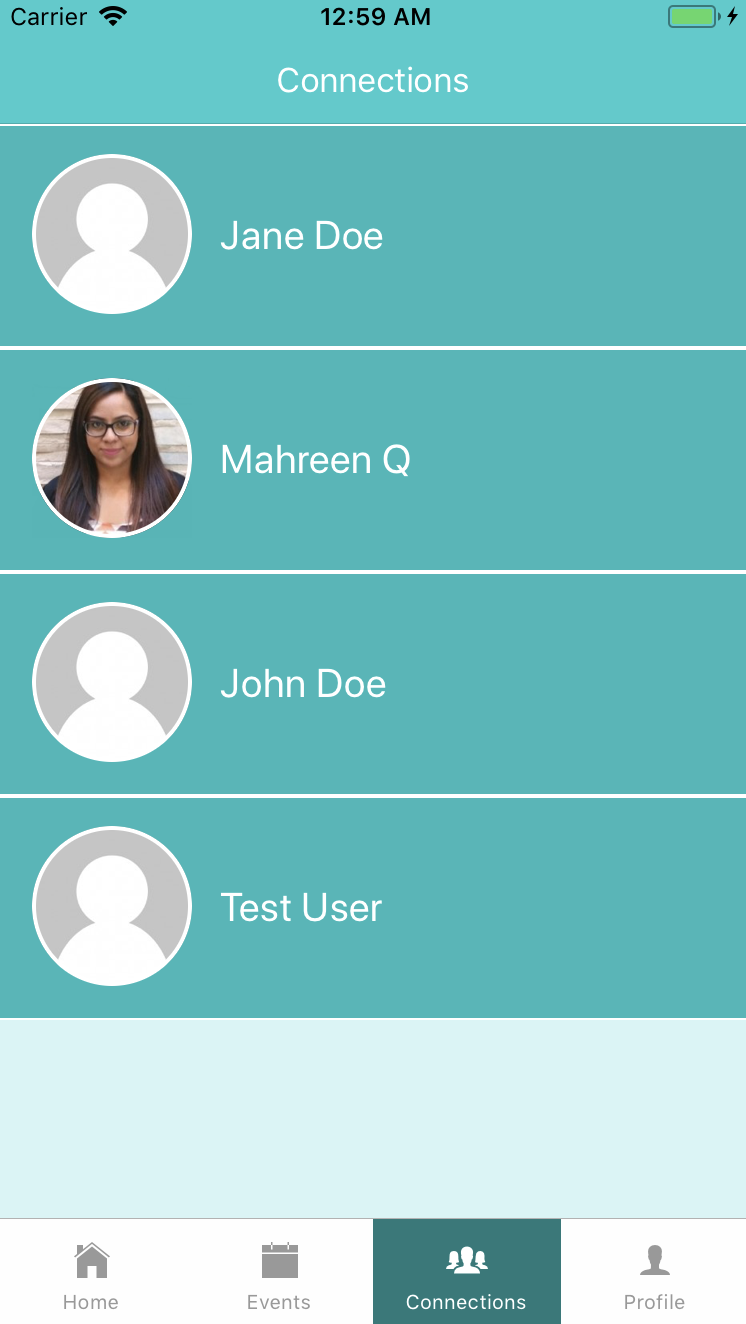 Carrier 12:59 AM
Connections
Jane Doe
Mahreen Q
John Doe
Test User
Home Events Connections Profile